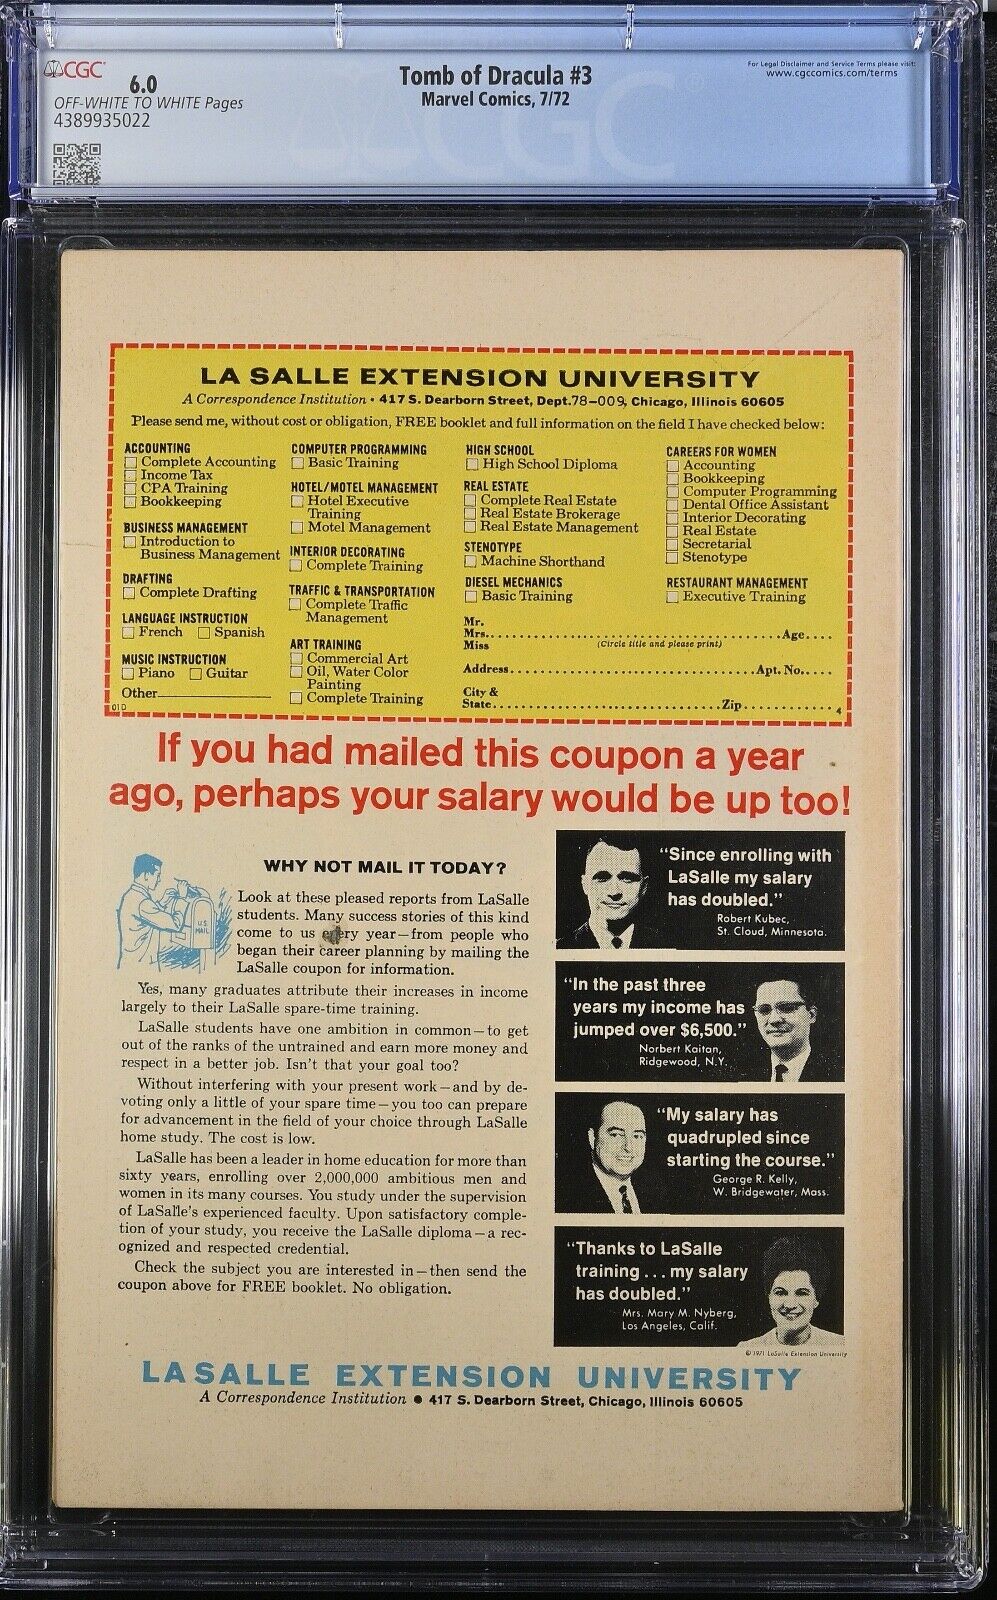 CGC
6.0
OFF-WHITE TO WHITE Pages
4389935022
Tomb of Dracula #3
Marvel Comics, 7/72
For Legal Disclaimer and Service Terms please visit:
www.cgccomics.com/terms
CGC
LA SALLE EXTENSION UNIVERSITY
A Correspondence Institution • 417 S. Dearborn Street, Dept.78-009, Chicago, Illinois 60605
Please send me, without cost or obligation, FREE booklet and full information on the field I have checked below:
ACCOUNTING
Complete Accounting
Income Tax
CPA Training
Bookkeeping
BUSINESS MANAGEMENT
Introduction to
Business Management
DRAFTING
Complete Drafting
LANGUAGE INSTRUCTION
French Spanish
MUSIC INSTRUCTION
Piano Guitar
Other
01D
COMPUTER PROGRAMMING
Basic Training
HOTEL/MOTEL MANAGEMENT
Hotel Executive
Training
Motel Management
INTERIOR DECORATING
Complete Training
TRAFFIC & TRANSPORTATION
Complete Traffic
Management
ART TRAINING
Commercial Art
Oil, Water Color
Painting
Complete Training
HIGH SCHOOL
High School Diploma
REAL ESTATE
Complete Real Estate
Real Estate Brokerage
Real Estate Management
STENOTYPE
Machine Shorthand
DIESEL MECHANICS
Basic Training
CAREERS FOR WOMEN
Accounting
Bookkeeping
Computer Programming
Dental Office Assistant
Interior Decorating
Real Estate
Secretarial
Stenotype
RESTAURANT MANAGEMENT
Executive Training
Mr.
Mrs. Age
Miss (Circle title and please print)
Address Apt. No.
City &
State Zip 4
If you had mailed this coupon a year
ago, perhaps your salary would be up too!
U.S.
MAIL
WHY NOT MAIL IT TODAY?
Look at these pleased reports from LaSalle
students. Many success stories of this kind
come to us every year—from people who
began their career planning by mailing the
LaSalle coupon for information.
Yes, many graduates attribute their increases in income
largely to their LaSalle spare-time training.
LaSalle students have one ambition in common—to get
out of the ranks of the untrained and earn more money and
respect in a better job. Isn't that your goal too?
Without interfering with your present work—and by de-
voting only a little of your spare time—you too can prepare
for advancement in the field of your choice through LaSalle
home study. The cost is low.
LaSalle has been a leader in home education for more than
sixty years, enrolling over 2,000,000 ambitious men and
women in its many courses. You study under the supervision
of LaSalle's experienced faculty. Upon satisfactory comple-
tion of your study, you receive the LaSalle diploma—a rec-
ognized and respected credential.
Check the subject you are interested in—then send the
coupon above for FREE booklet. No obligation.
"Since enrolling with
LaSalle my salary
has doubled."
Robert Kubec,
St. Cloud, Minnesota.
"In the past three
years my income has
jumped over $6,500."
Norbert Kaitan,
Ridgewood, N.Y.
"My salary has
quadrupled since
starting the course."
George R. Kelly,
W. Bridgewater, Mass.
"Thanks to LaSalle
training...my salary
has doubled."
Mrs. Mary M. Nyberg,
Los Angeles, Calif.
© 1971 LaSalle Extension University
LASALLE EXTENSION UNIVERSITY
A Correspondence Institution • 417 S. Dearborn Street, Chicago, Illinois 60605